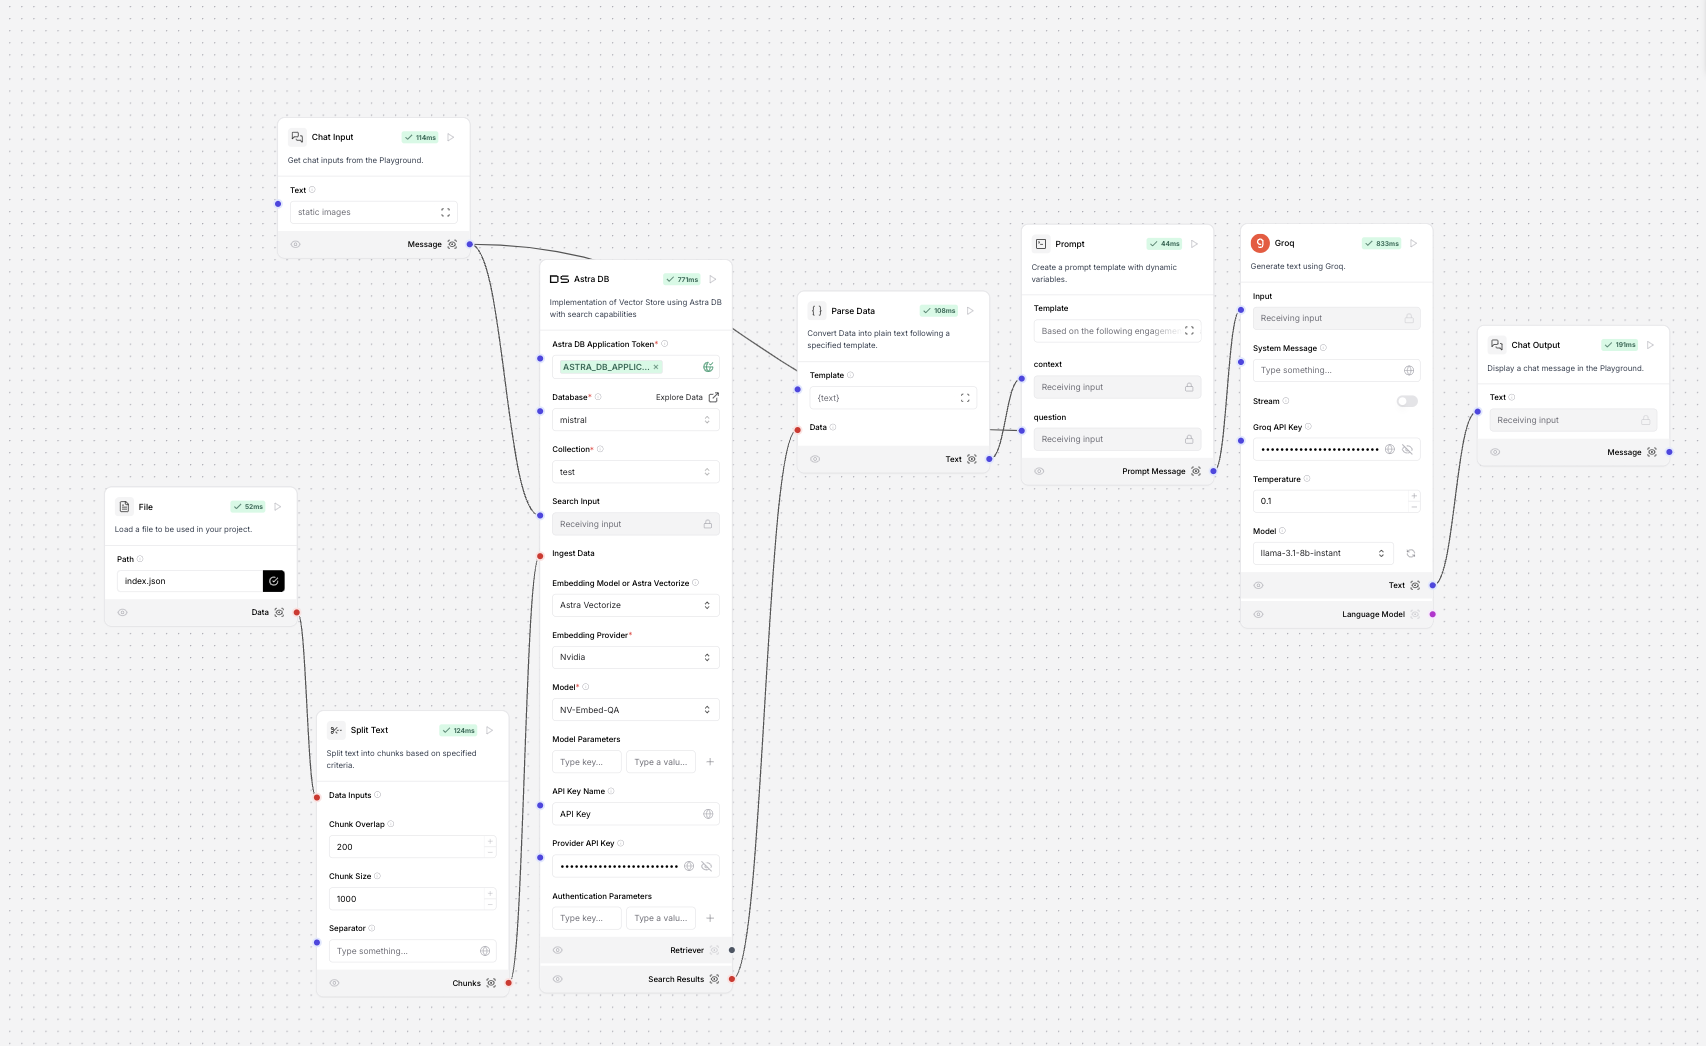 Chat Input
114ms
Get chat inputs from the Playground.
Text
static images
Message
File
52ms
Load a file to be used in your project.
Path
index.json
Data
Split Text
124ms
Split text into chunks based on specified
criteria.
Data Inputs
Chunk Overlap
200
Chunk Size
1000
Separator
Type something...
Chunks
DS Astra DB
771ms
Implementation of Vector Store using Astra DB
with search capabilities
Astra DB Application Token*
ASTRA_DB_APPLIC... ×
Database*
Explore Data
mistral
Collection*
test
Search Input
Receiving input
Ingest Data
Embedding Model or Astra Vectorize
Astra Vectorize
Embedding Provider*
Nvidia
Model*
NV-Embed-QA
Model Parameters
Type key...
Type a valu...
API Key Name
API Key
Provider API Key
•••••••••••••••••••••••••
Authentication Parameters
Type key...
Type a valu...
Retriever
Search Results
Parse Data
108ms
Convert Data into plain text following a
specified template.
Template
{text}
Data
Text
Prompt
44ms
Create a prompt template with dynamic
variables.
Template
Based on the following engageme
context
Receiving input
question
Receiving input
Prompt Message
Groq
833ms
Generate text using Groq.
Input
Receiving input
System Message
Type something...
Stream
Groq API Key
•••••••••••••••••••••••••
Temperature
0.1
Model
llama-3.1-8b-instant
Text
Language Model
Chat Output
191ms
Display a chat message in the Playground.
Text
Receiving input
Message